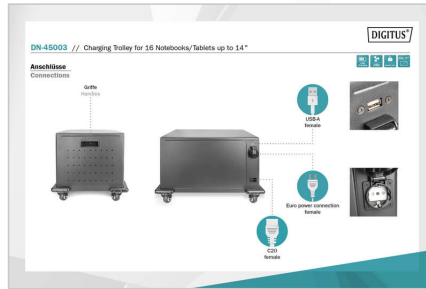 DIGITUS®
DN-45003 // Charging Trolley for 16 Notebooks/Tablets up to 14"
Anschlüsse
Connections
Griffe
Handles
USB-A
female
Euro power connection
female
C20
female